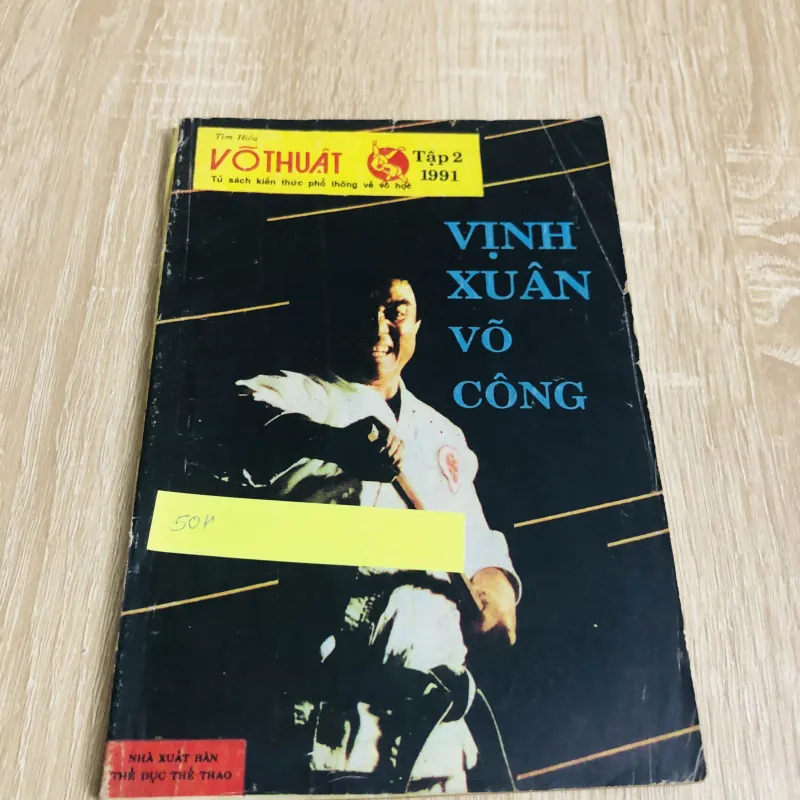 Tìm Hiểu
VÕ THUẬT
Tập 2
1991
Tủ sách kiến thức phổ thông về võ học
VỊNH
XUÂN
VÕ
CÔNG
50k
NHÀ XUẤT BẢN
THỂ DỤC THỂ THAO